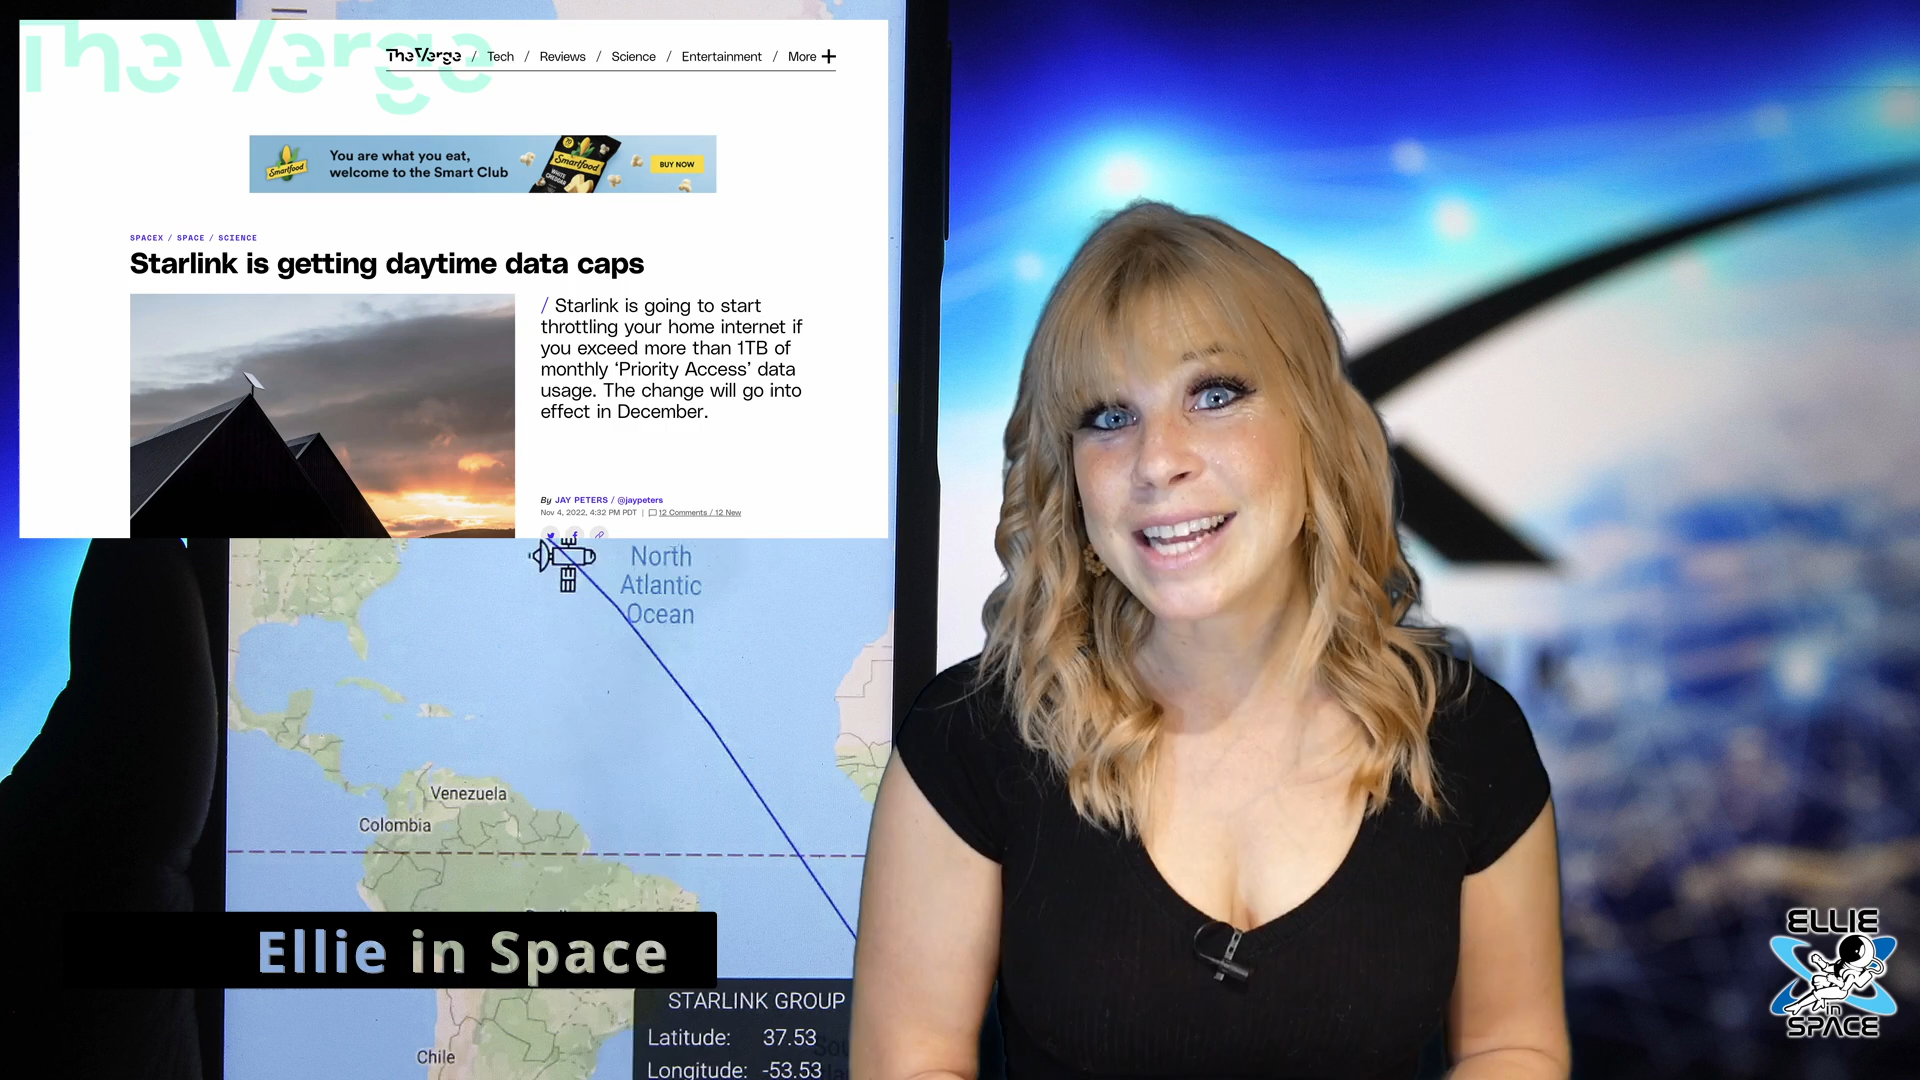 The Verge
The Verge / Tech / Reviews / Science / Entertainment / More +
Smartfood
You are what you eat,
welcome to the Smart Club
Smartfood
WHITE
CHEDDAR
BUY NOW
SPACEX / SPACE / SCIENCE
Starlink is getting daytime data caps
/ Starlink is going to start
throttling your home internet if
you exceed more than 1TB of
monthly ‘Priority Access’ data
usage. The change will go into
effect in December.
By JAY PETERS / @jaypeters
Nov 4, 2022, 4:32 PM PDT | 12 Comments / 12 New
North
Atlantic
Ocean
Venezuela
Colombia
Ellie in Space
STARLINK GROUP
Latitude: 37.53
Longitude: -53.53
Chile
ELLIE
in
SPACE